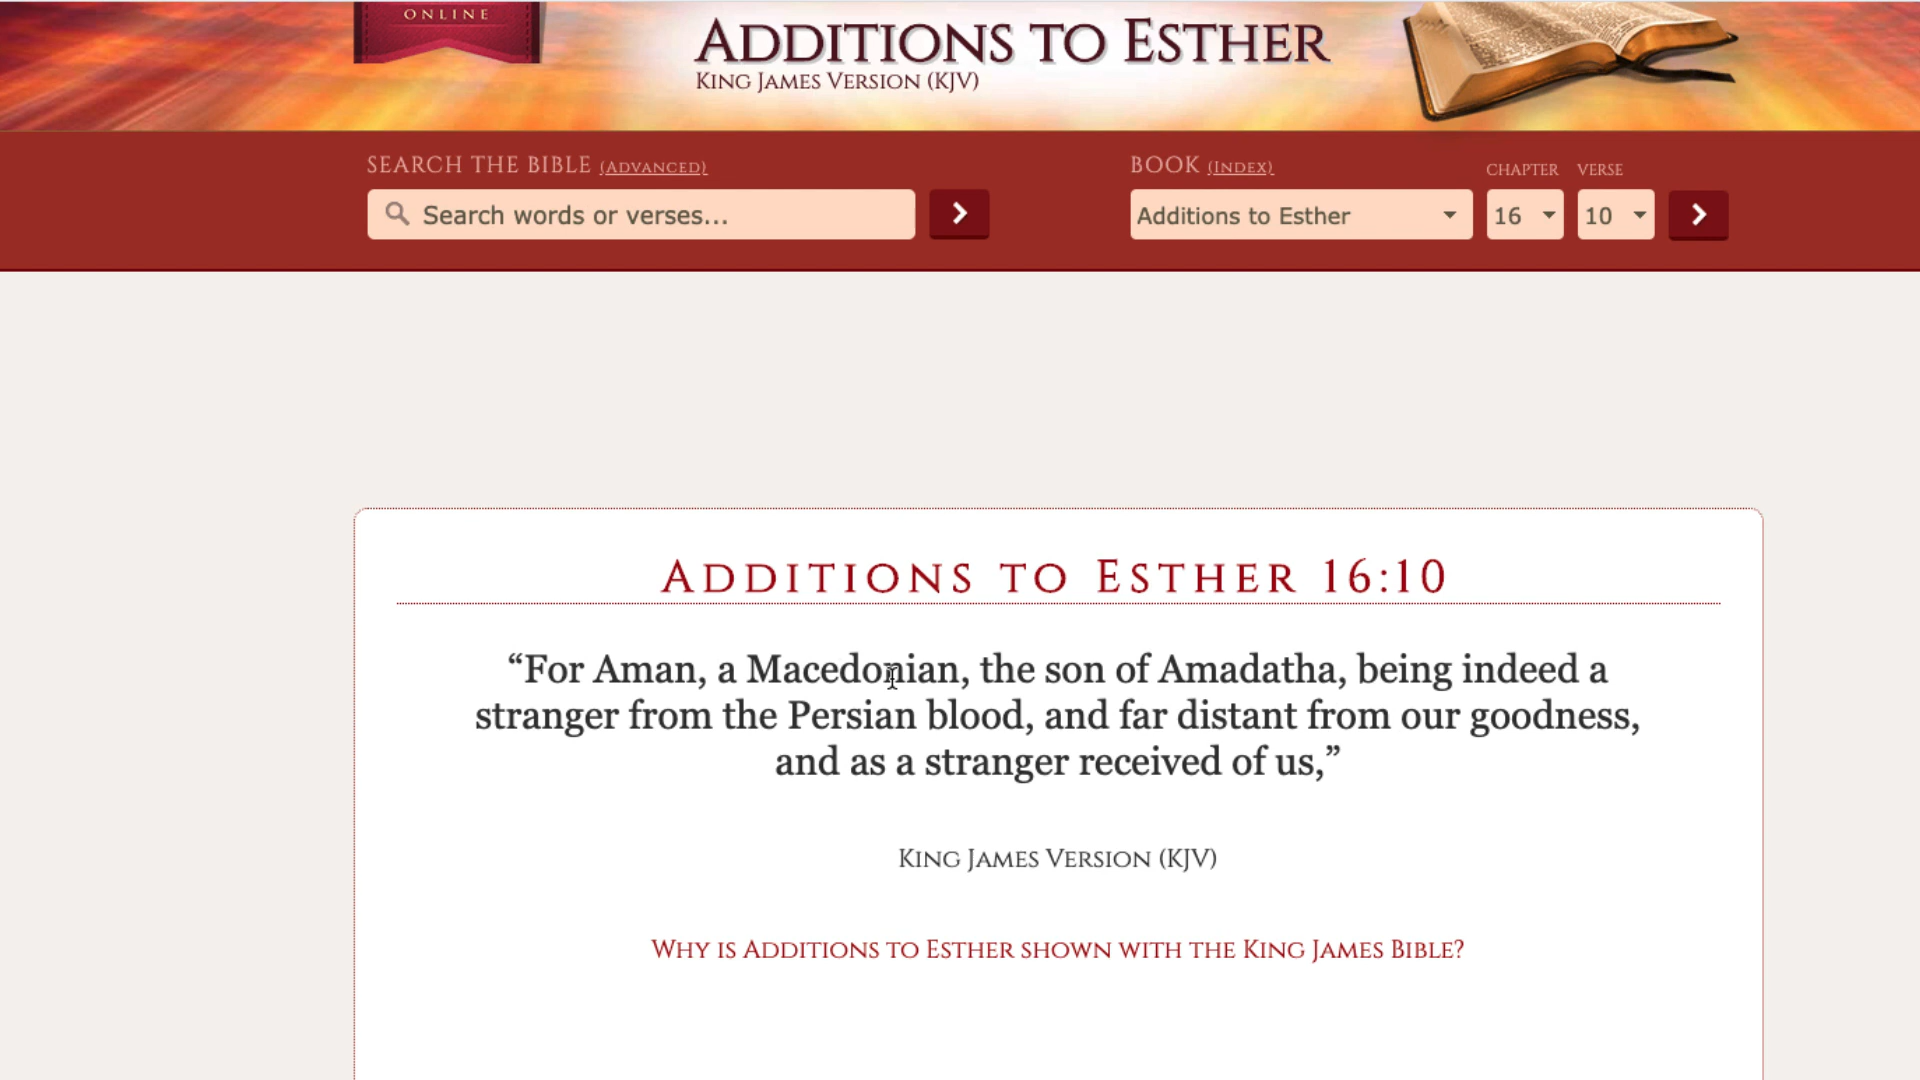 ONLINE
ADDITIONS TO ESTHER
KING JAMES VERSION (KJV)
SEARCH THE BIBLE (ADVANCED)
Search words or verses...
BOOK (INDEX)
CHAPTER VERSE
Additions to Esther 16 10
ADDITIONS TO ESTHER 16:10
“For Aman, a Macedonian, the son of Amadatha, being indeed a
stranger from the Persian blood, and far distant from our goodness,
and as a stranger received of us,”
KING JAMES VERSION (KJV)
WHY IS ADDITIONS TO ESTHER SHOWN WITH THE KING JAMES BIBLE?